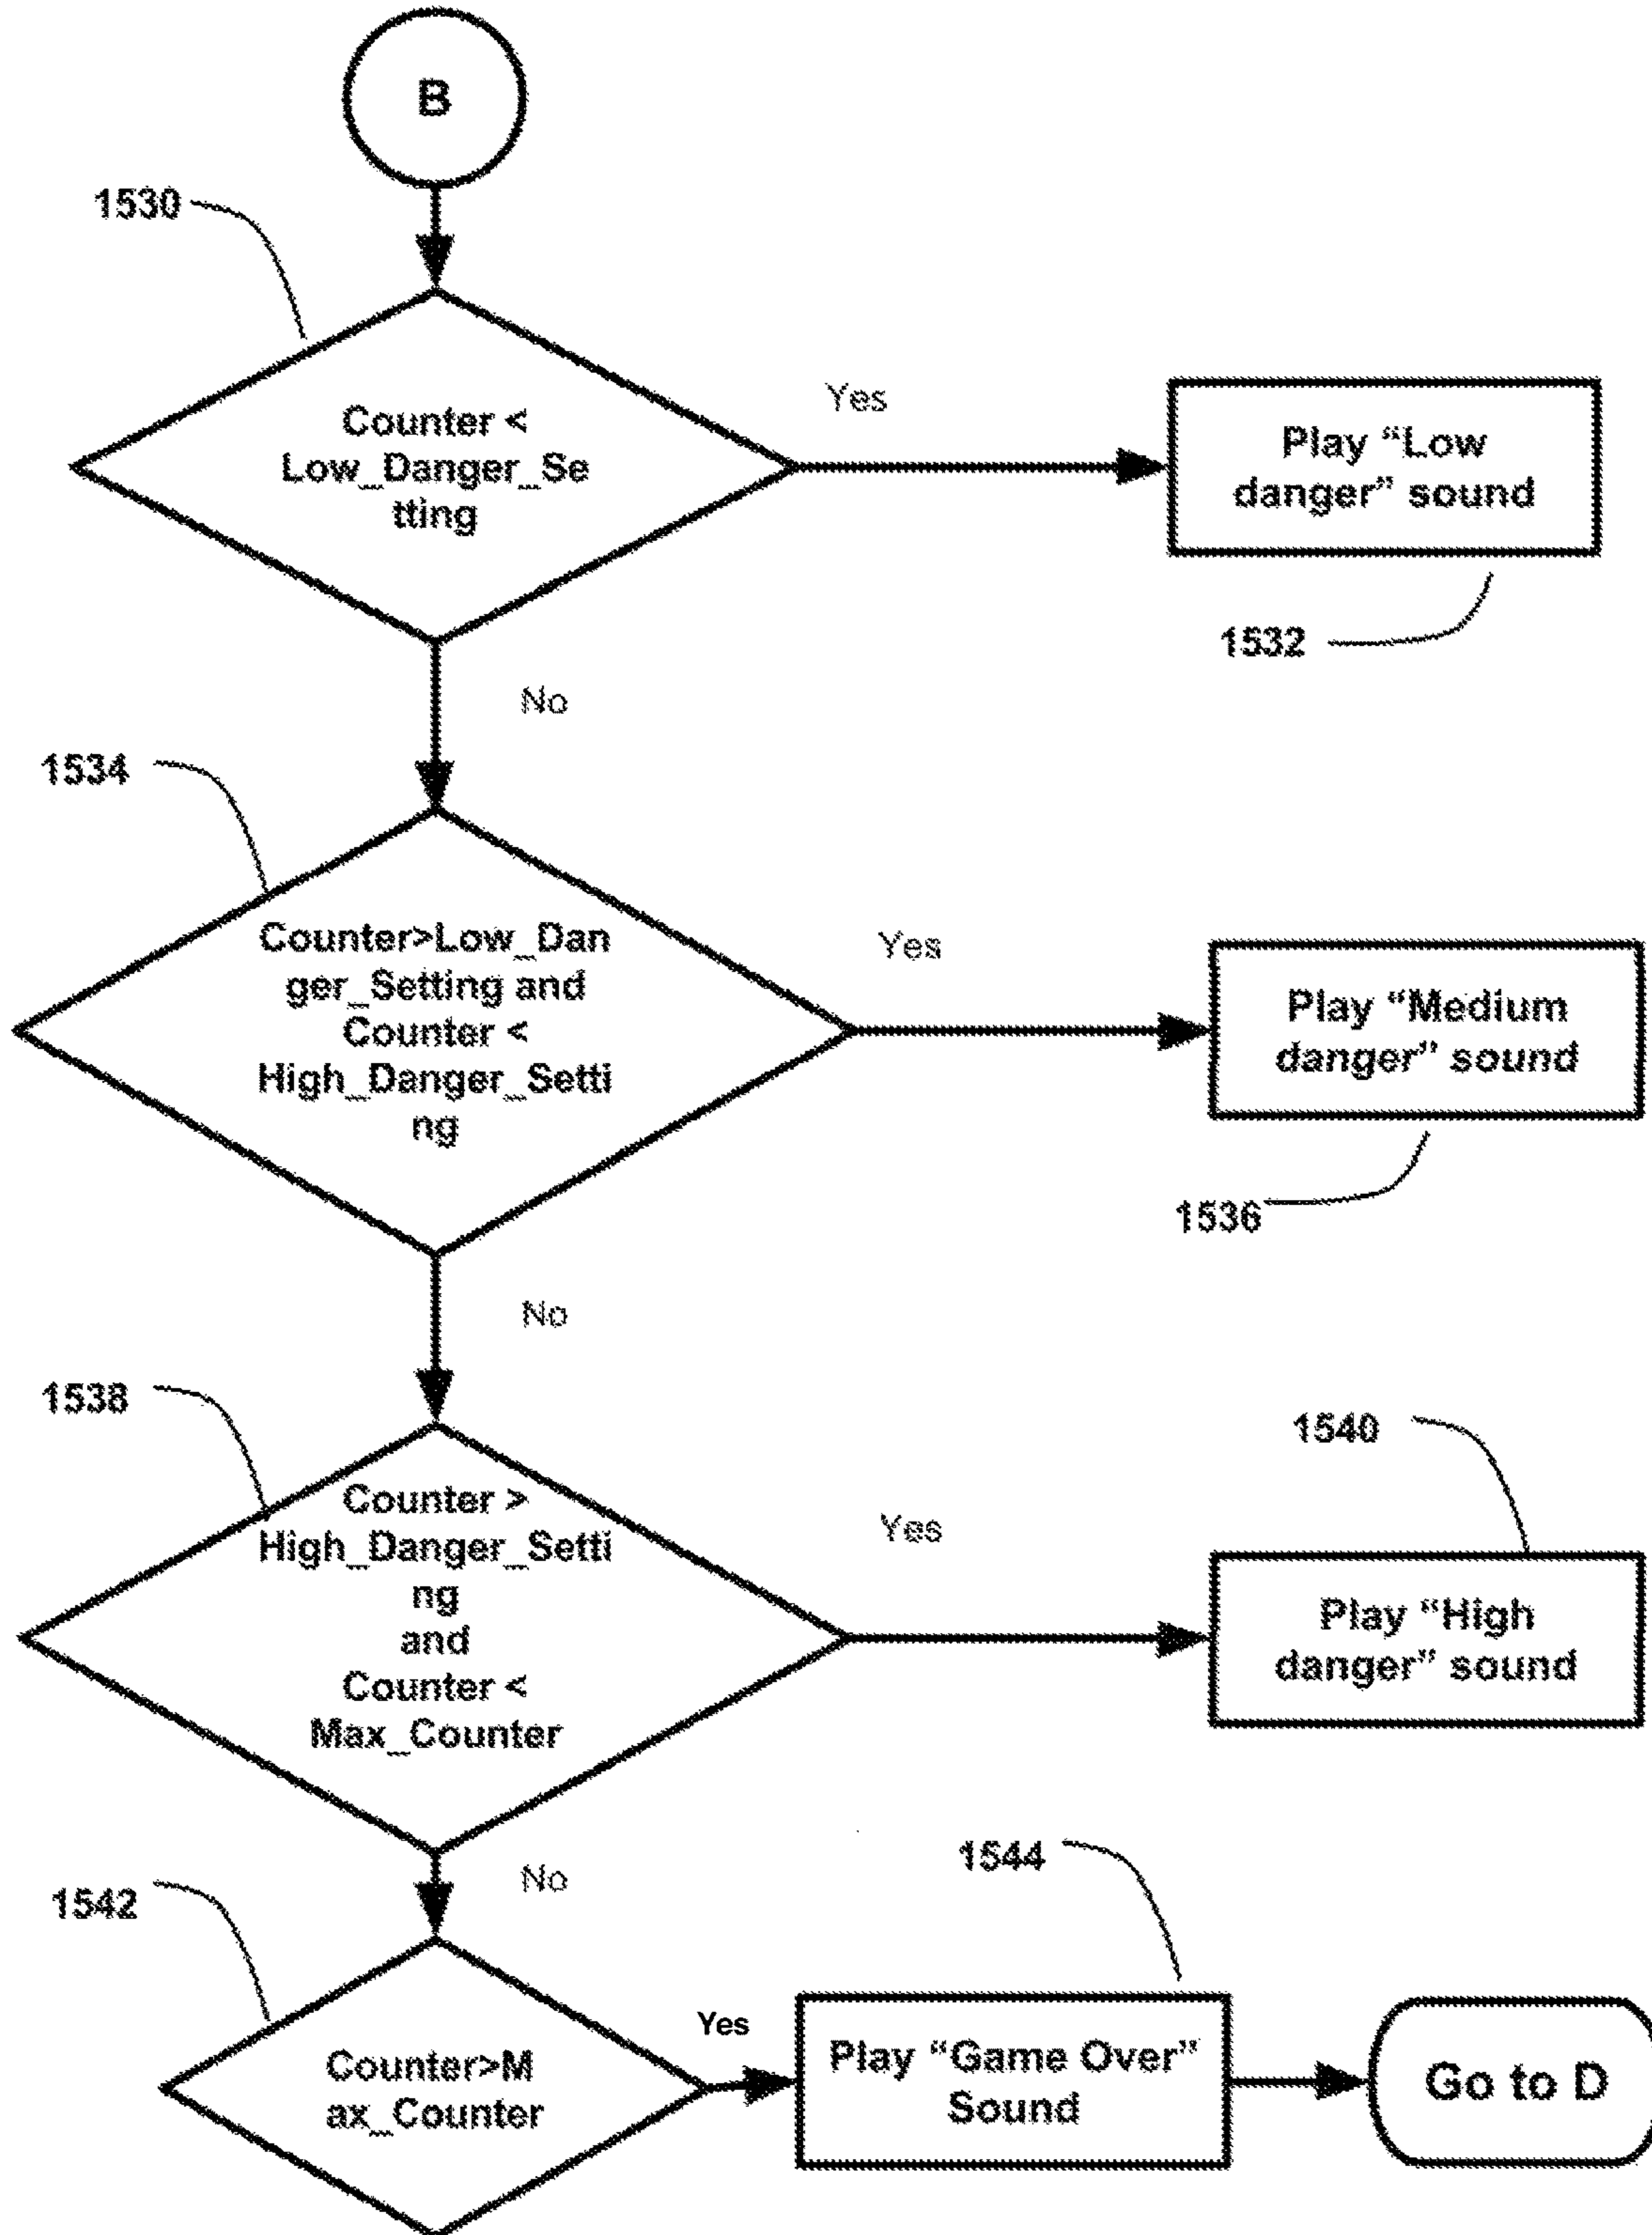 B
1530
Counter <
Low_Danger_Se
tting
Yes
Play “Low
danger” sound
1532
No
1534
Counter>Low_Dan
ger_Setting and
Counter <
High_Danger_Setti
ng
Yes
Play “Medium
danger” sound
1536
No
1538
Counter >
High_Danger_Setti
ng
and
Counter <
Max_Counter
Yes
1540
Play “High
danger” sound
No
1542
Counter>M
ax_Counter
Yes
1544
Play “Game Over”
Sound
Go to D